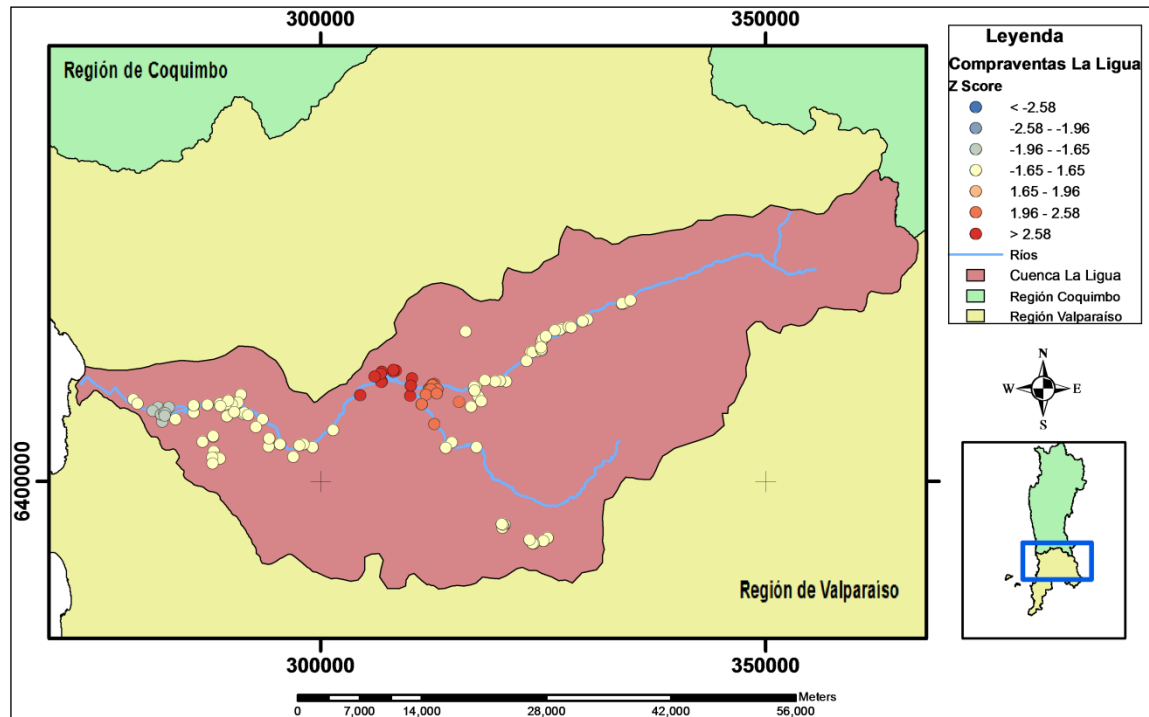 300000
350000
Región de Coquimbo
Leyenda
Compraventas La Ligua
Z Score
< -2.58
-2.58 - -1.96
-1.96 - -1.65
-1.65 - 1.65
1.65 - 1.96
1.96 - 2.58
> 2.58
Ríos
Cuenca La Ligua
Región Coquimbo
Región Valparaíso
N
W
E
S
6400000
6400000
Región de Valparaíso
300000
350000
Meters
0
7,000
14,000
28,000
42,000
56,000